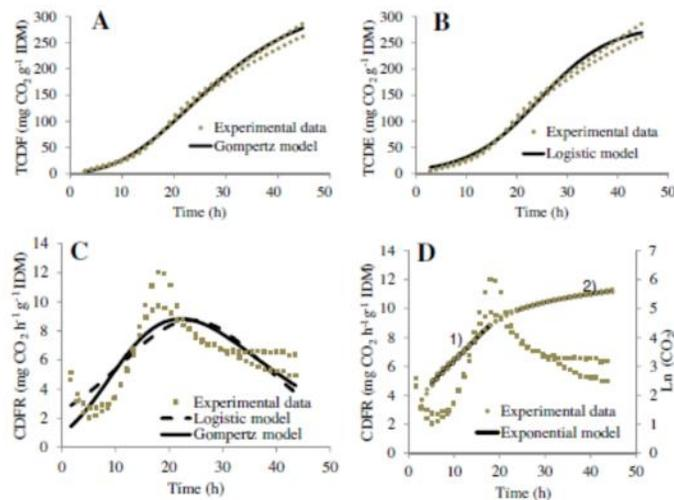 A
TCDF (mg CO₂ g⁻¹ IDM)
300
250
200
150
100
50
0
Experimental data
Gompertz model
0 10 20 30 40 50
Time (h)
B
TCDE (mg CO₂ g⁻¹ IDM)
300
250
200
150
100
50
0
Experimental data
Logistic model
0 10 20 30 40 50
Time (h)
C
CDFR (mg CO₂ h⁻¹ g⁻¹ IDM)
14
12
10
8
6
4
2
0
Experimental data
Logistic model
Gompertz model
0 10 20 30 40 50
Time (h)
D
CDFR (mg CO₂ h⁻¹ g⁻¹ IDM)
14
12
10
8
6
4
2
0
1)
2)
Experimental data
Exponential model
7
6
5
4
3
2
1
0
Ln (CO₂)
0 10 20 30 40 50
Time (h)